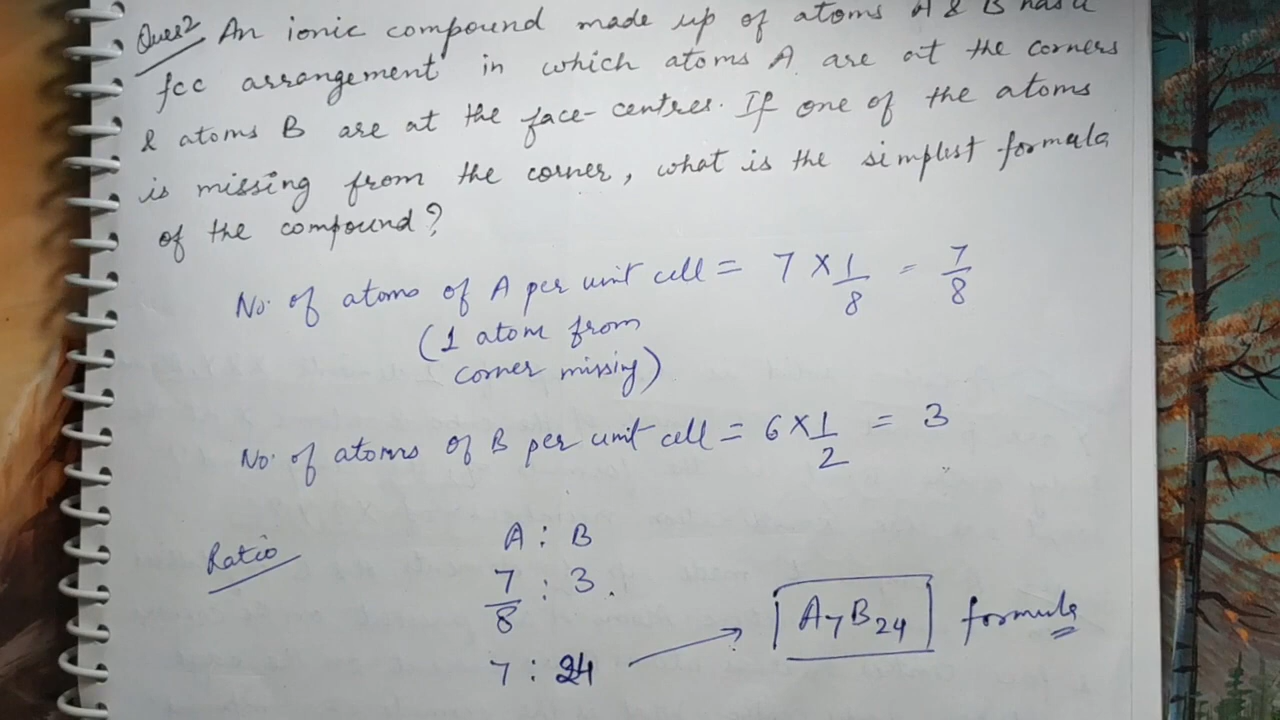 Ques2 An ionic compound made up of atoms A & B has a
fcc arrangement in which atoms A are at the corners
& atoms B are at the face-centres. If one of the atoms
is missing from the corner, what is the simplest formula
of the compound?
No. of atoms of A per unit cell = 7 × 1/8 = 7/8
(1 atom from
corner missing)
No. of atoms of B per unit cell = 6 × 1/2 = 3
Ratio
A : B
7/8 : 3.
7 : 24 → A7B24 formula